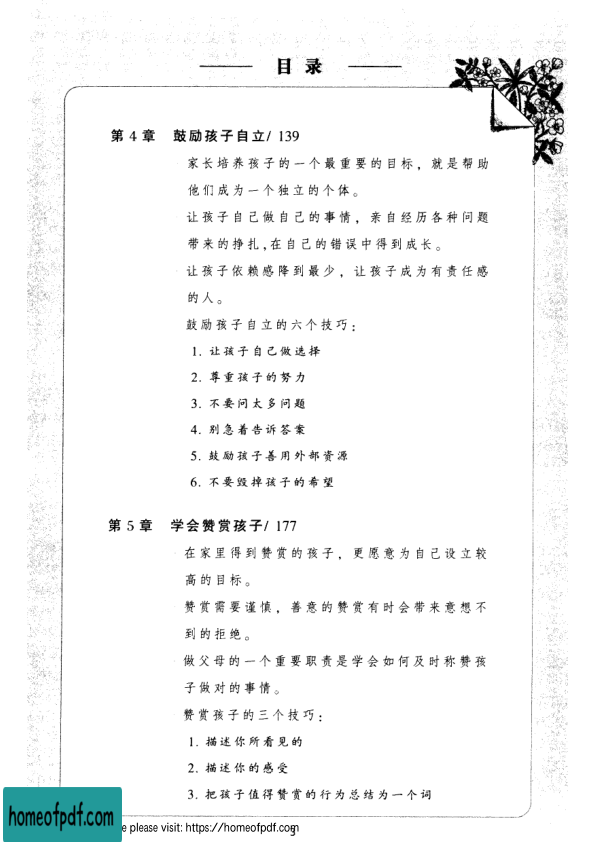 目录
第4章 鼓励孩子自立/ 139
家长培养孩子的一个最重要的目标，就是帮助
他们成为一个独立的个体。
让孩子自己做自己的事情，亲自经历各种问题
带来的挣扎,在自己的错误中得到成长。
让孩子依赖感降到最少，让孩子成为有责任感
的人。
鼓励孩子自立的六个技巧：
1. 让孩子自己做选择
2. 尊重孩子的努力
3. 不要问太多问题
4. 别急着告诉答案
5. 鼓励孩子善用外部资源
6. 不要毁掉孩子的希望
第5章 学会赞赏孩子/ 177
在家里得到赞赏的孩子，更愿意为自己设立较
高的目标。
赞赏需要谨慎，善意的赞赏有时会带来意想不
到的拒绝。
做父母的一个重要职责是学会如何及时称赞孩
子做对的事情。
赞赏孩子的三个技巧：
1. 描述你所看见的
2. 描述你的感受
3. 把孩子值得赞赏的行为总结为一个词
homeofpdf.com
e please visit: https://homeofpdf.com